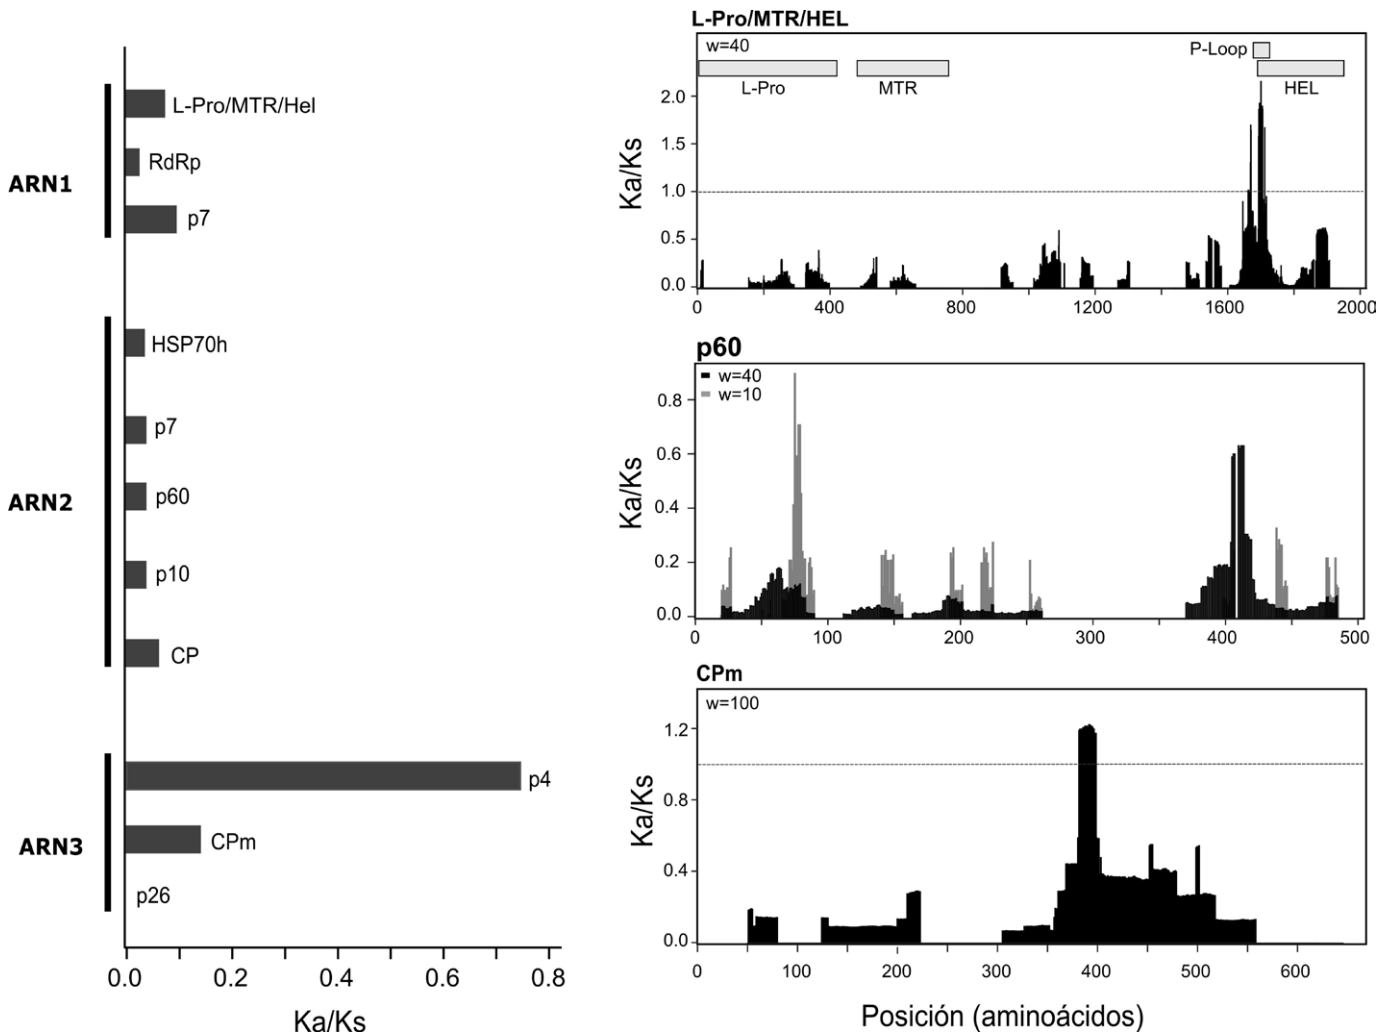 ARN1
L-Pro/MTR/Hel
RdRp
p7
ARN2
HSP70h
p7
p60
p10
CP
ARN3
p4
CPm
p26
0.0 0.2 0.4 0.6 0.8
Ka/Ks
L-Pro/MTR/HEL
w=40
P-Loop
L-Pro MTR HEL
Ka/Ks
2.0
1.5
1.0
0.5
0.0
0 400 800 1200 1600 2000
p60
w=40
w=10
Ka/Ks
0.8
0.6
0.4
0.2
0.0
0 100 200 300 400 500
CPm
w=100
Ka/Ks
1.2
0.8
0.4
0.0
0 100 200 300 400 500 600
Posición (aminoácidos)